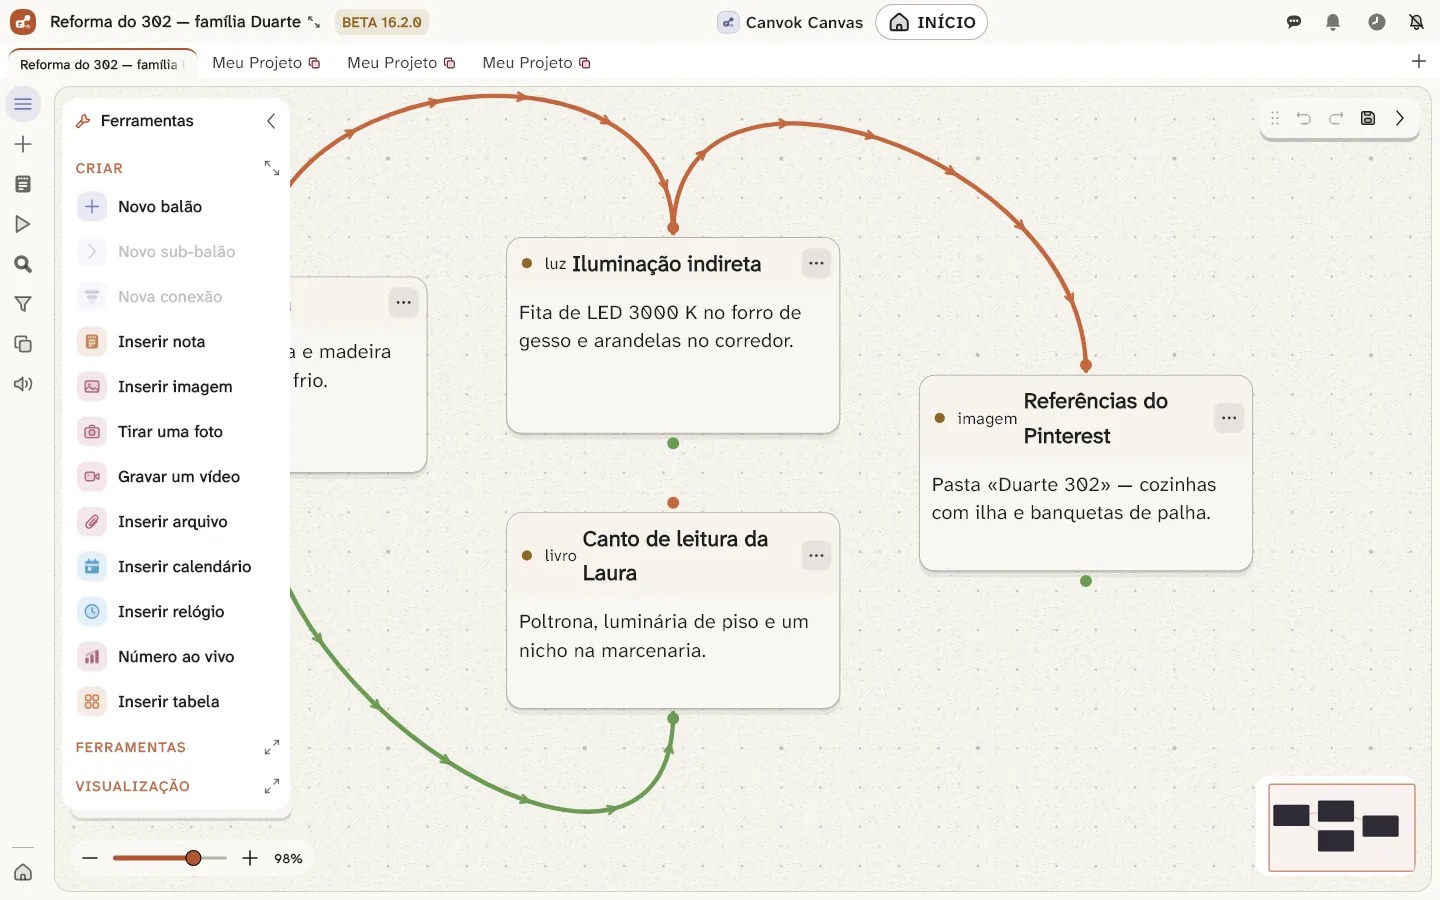 Reforma do 302 — família Duarte
BETA 16.2.0
Canvok Canvas
INÍCIO
Reforma do 302 — família
Meu Projeto
Meu Projeto
Meu Projeto
Ferramentas
CRIAR
Novo balão
Novo sub-balão
Nova conexão
Inserir nota
Inserir imagem
Tirar uma foto
Gravar um vídeo
Inserir arquivo
Inserir calendário
Inserir relógio
Número ao vivo
Inserir tabela
FERRAMENTAS
VISUALIZAÇÃO
a e madeira
frio.
luz Iluminação indireta
Fita de LED 3000 K no forro de
gesso e arandelas no corredor.
livro
Canto de leitura da
Laura
Poltrona, luminária de piso e um
nicho na marcenaria.
imagem
Referências do
Pinterest
Pasta «Duarte 302» — cozinhas
com ilha e banquetas de palha.
98%